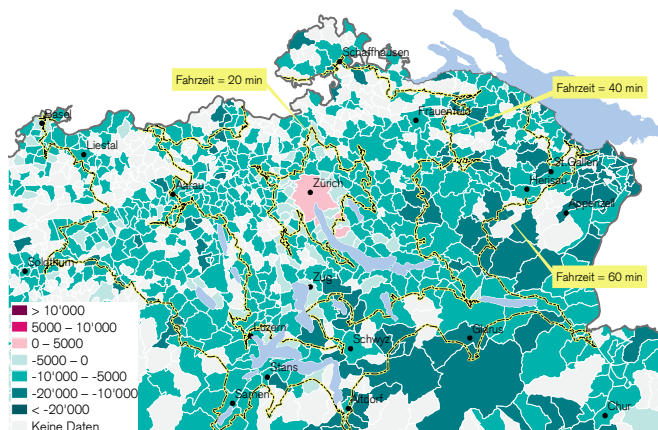 Schaffhausen
Fahrzeit = 20 min
Fahrzeit = 40 min
Basel
Frauenfeld
Liestal
St. Gallen
Aarau
Zürich
Herisau
Appenzell
Solothurn
Zug
Fahrzeit = 60 min
> 10'000
5000 – 10'000
0 – 5000
-5000 – 0
-10'000 – -5000
-20'000 – -10'000
< -20'000
Keine Daten
Luzern
Schwyz
Glarus
Stans
Sarnen
Altdorf
Chur